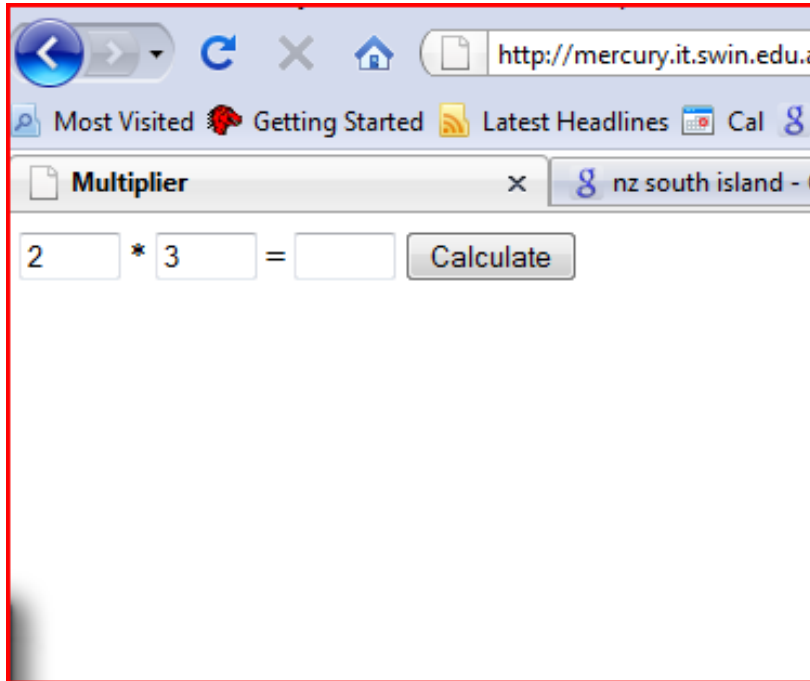 http://mercury.it.swin.edu.a
Most Visited Getting Started Latest Headlines Cal g
Multiplier × g nz south island -
2 * 3 = Calculate